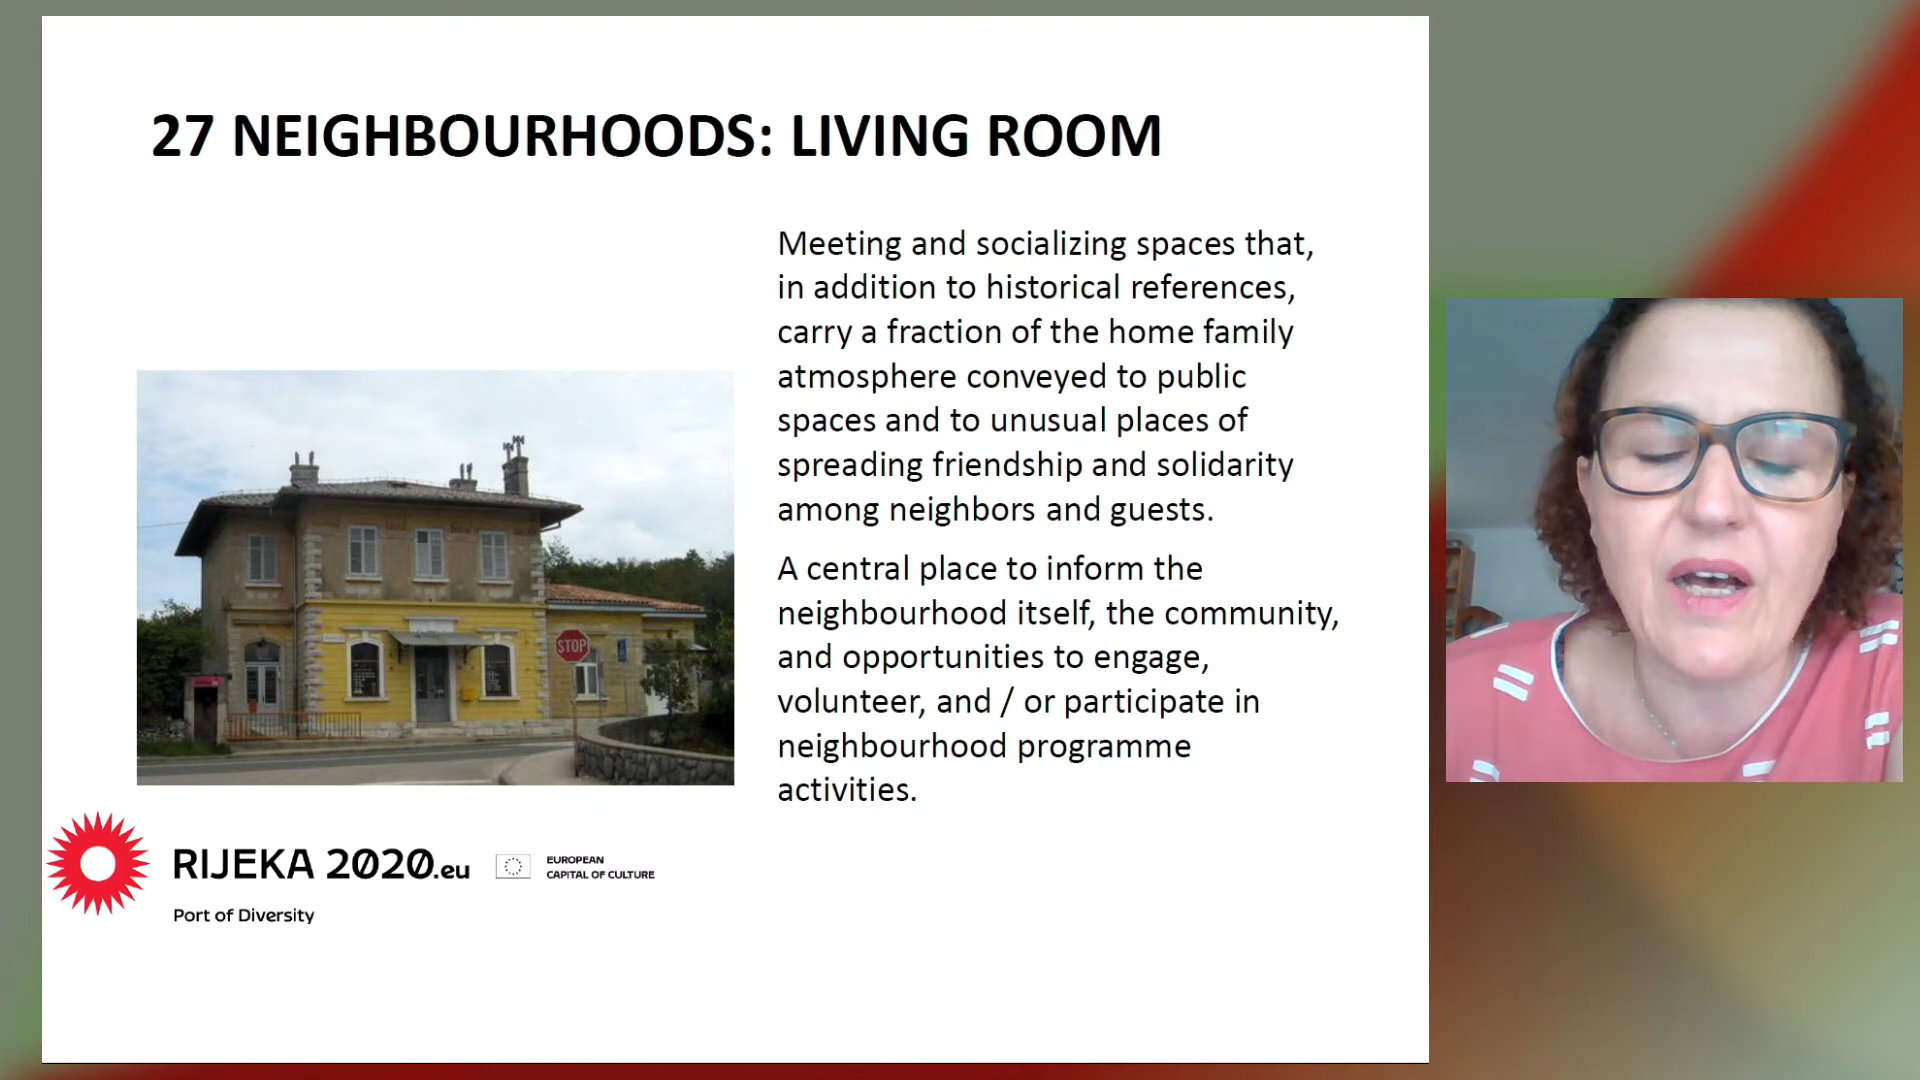 27 NEIGHBOURHOODS: LIVING ROOM
Meeting and socializing spaces that,
in addition to historical references,
carry a fraction of the home family
atmosphere conveyed to public
spaces and to unusual places of
spreading friendship and solidarity
among neighbors and guests.
A central place to inform the
neighbourhood itself, the community,
and opportunities to engage,
volunteer, and / or participate in
neighbourhood programme
activities.
STOP
RIJEKA 2020.eu
EUROPEAN
CAPITAL OF CULTURE
Port of Diversity